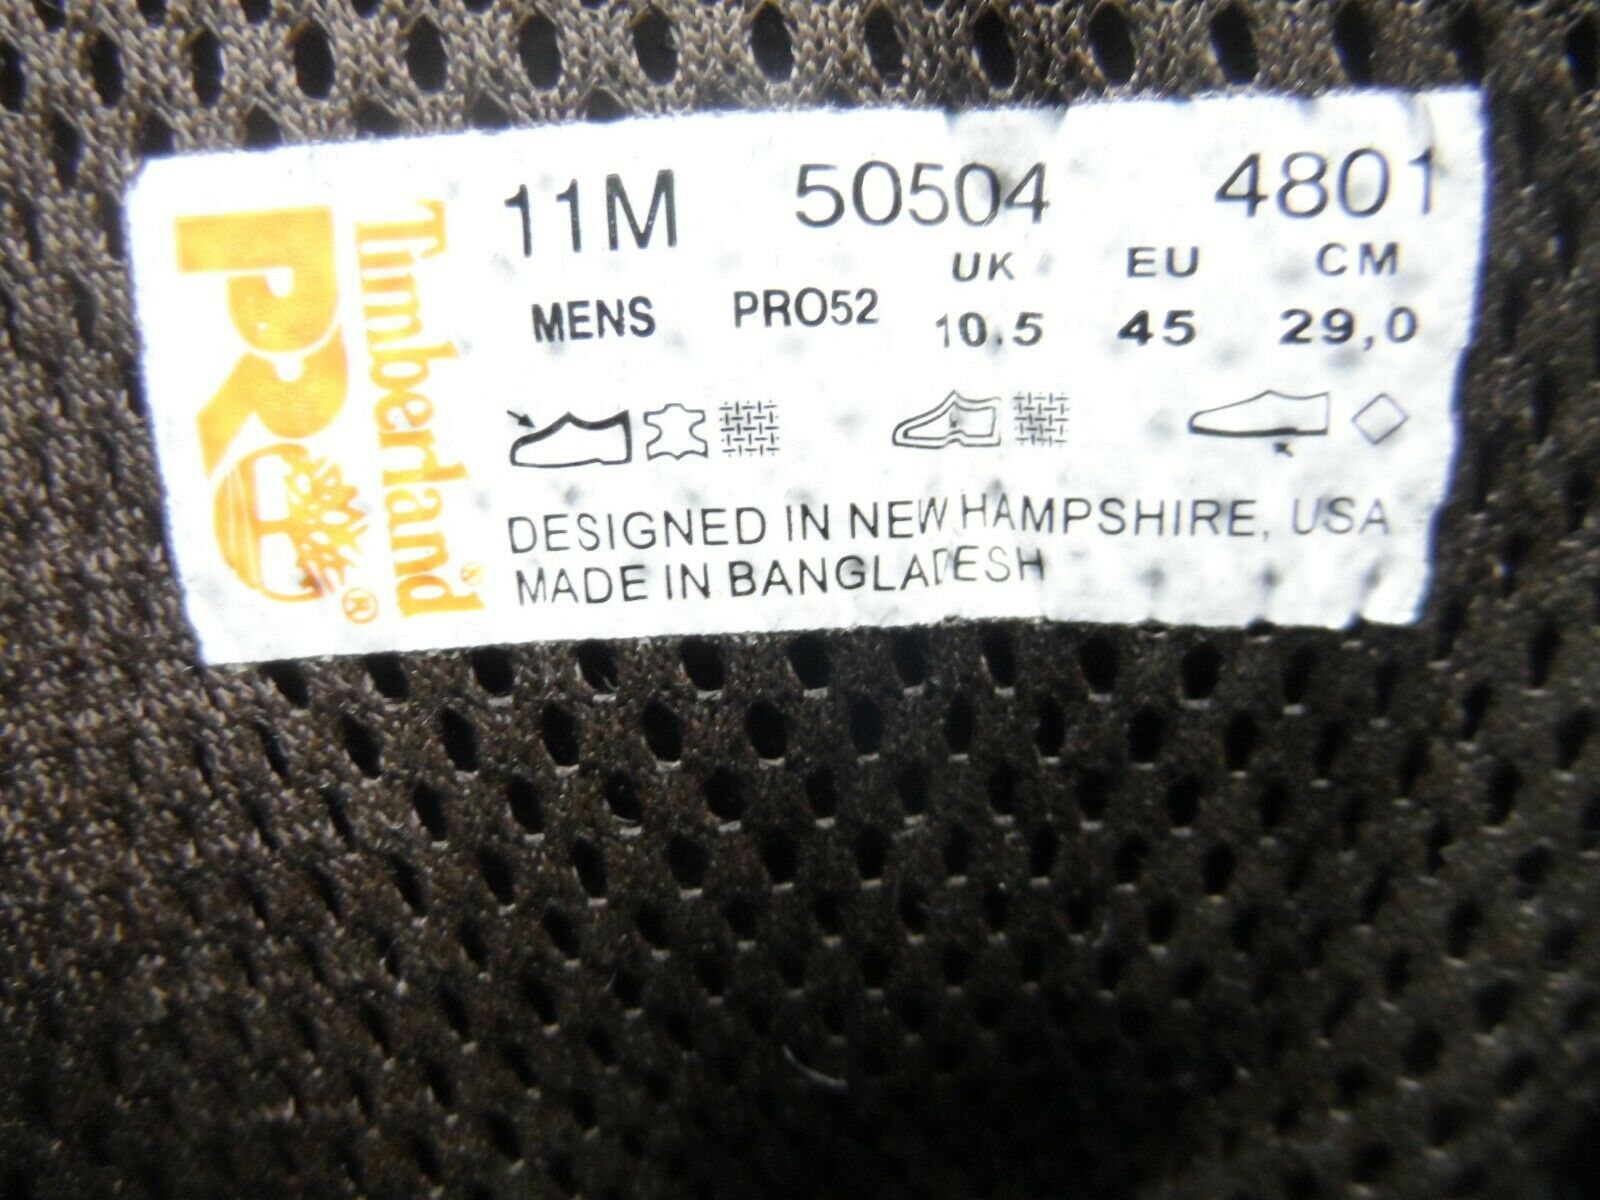 PRO®
Timberland®
11M 50504 4801
UK EU CM
MENS PRO52 10.5 45 29,0
DESIGNED IN NEW HAMPSHIRE, USA
MADE IN BANGLADESH